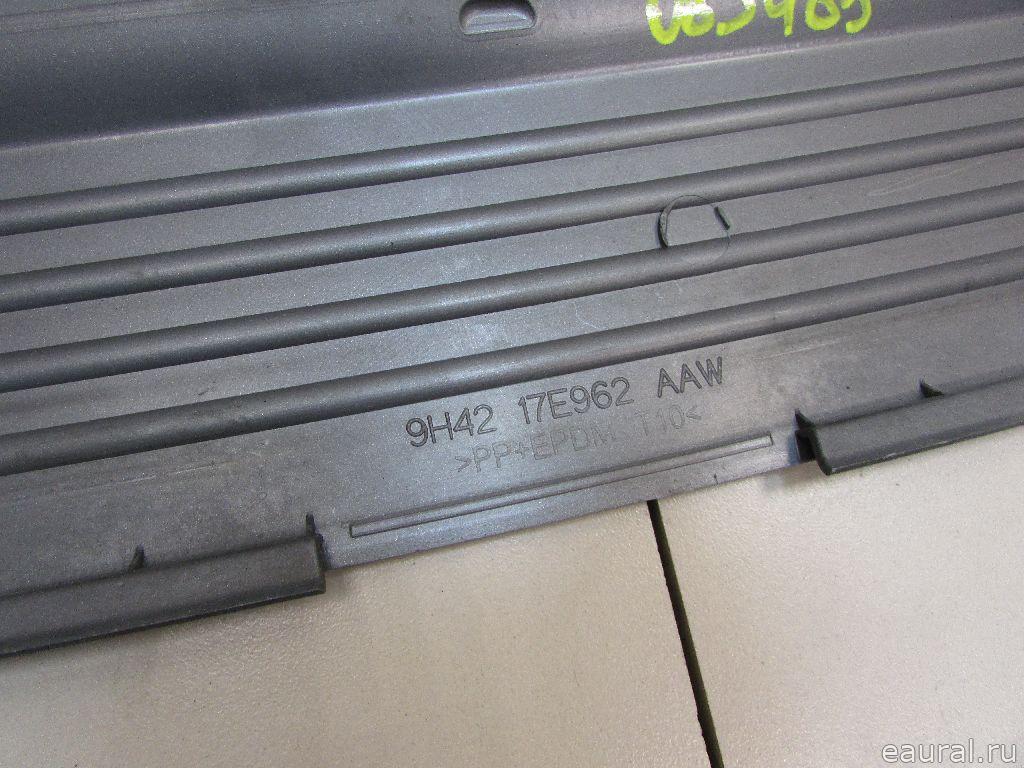 9H42 17E962 AAW
>PP+EPDM T10<
eaural.ru